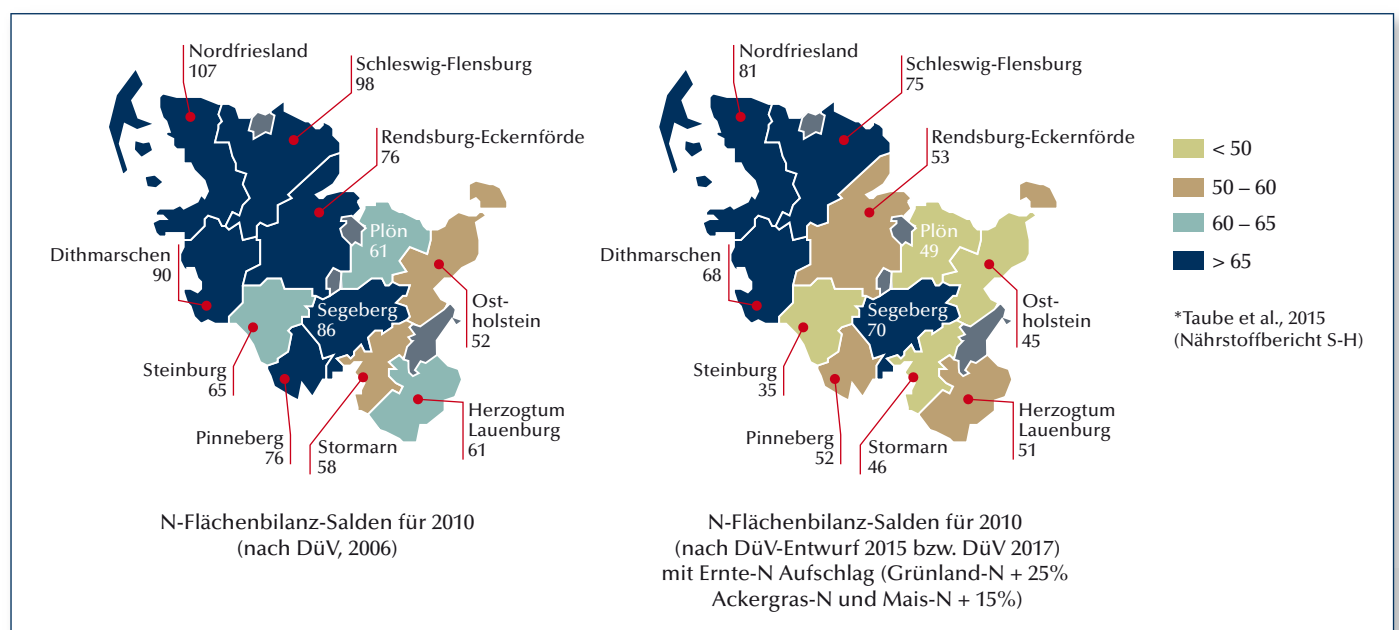 Nordfriesland
107
Schleswig-Flensburg
98
Rendsburg-Eckernförde
76
Plön
61
Dithmarschen
90
Segeberg
86
Ost-
holstein
52
Steinburg
65
Pinneberg
76
Stormarn
58
Herzogtum
Lauenburg
61
N-Flächenbilanz-Salden für 2010
(nach DüV, 2006)
Nordfriesland
81
Schleswig-Flensburg
75
Rendsburg-Eckernförde
53
Plön
49
Dithmarschen
68
Segeberg
70
Ost-
holstein
45
Steinburg
35
Pinneberg
52
Stormarn
46
Herzogtum
Lauenburg
51
N-Flächenbilanz-Salden für 2010
(nach DüV-Entwurf 2015 bzw. DüV 2017)
mit Ernte-N Aufschlag (Grünland-N + 25%
Ackergras-N und Mais-N + 15%)
< 50
50 – 60
60 – 65
> 65
*Taube et al., 2015
(Nährstoffbericht S-H)